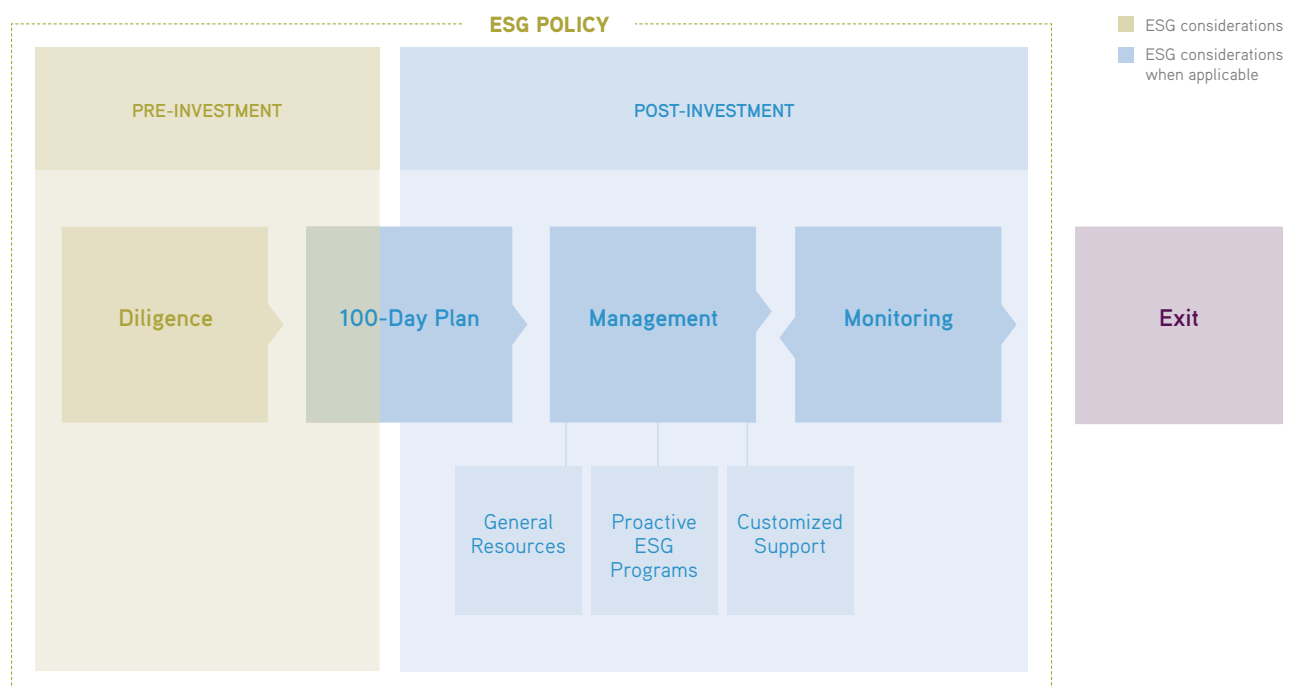 ESG POLICY
ESG considerations
ESG considerations
when applicable
PRE-INVESTMENT
POST-INVESTMENT
Diligence
100-Day Plan
Management
Monitoring
Exit
General
Resources
Proactive
ESG
Programs
Customized
Support